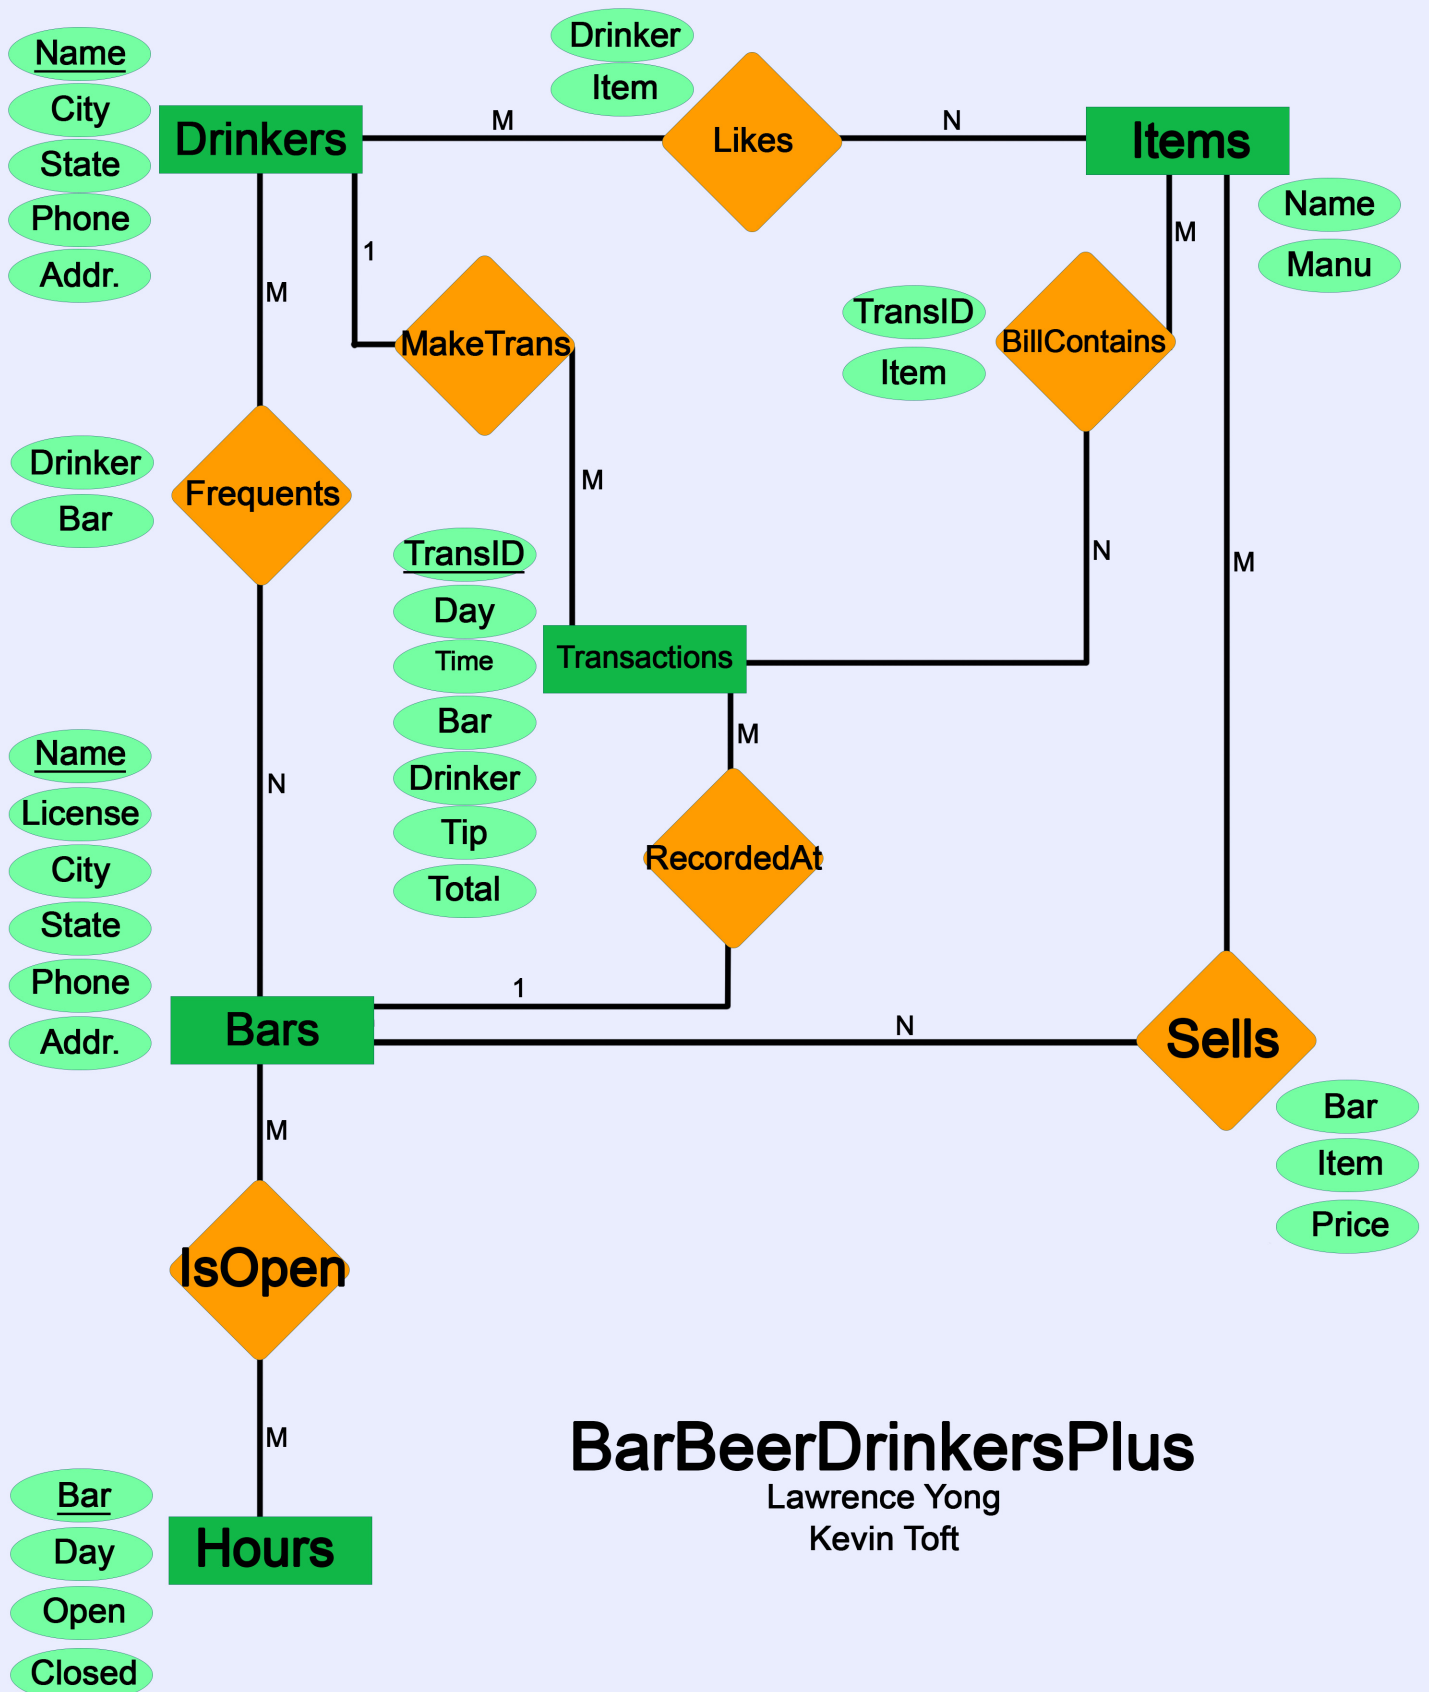 Name
City
State
Phone
Addr.
Drinkers
M
Drinker
Item
Likes
N
Items
Name
Manu
M
1
M
MakeTrans
TransID
Item
BillContains
M
N
M
Drinker
Bar
Frequents
N
TransID
Day
Time
Bar
Drinker
Tip
Total
Transactions
M
RecordedAt
1
Name
License
City
State
Phone
Addr.
Bars
N
Sells
Bar
Item
Price
M
IsOpen
M
Bar
Day
Open
Closed
Hours
BarBeerDrinkersPlus
Lawrence Yong
Kevin Toft